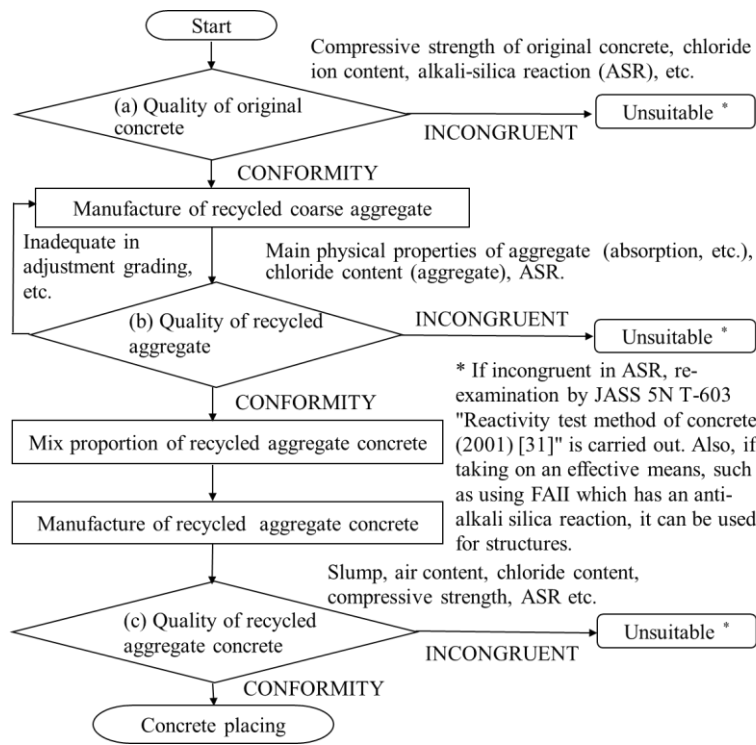 Start
Compressive strength of original concrete, chloride
ion content, alkali-silica reaction (ASR), etc.
(a) Quality of original
concrete
Unsuitable *
INCONGRUENT
CONFORMITY
Manufacture of recycled coarse aggregate
Inadequate in
adjustment grading,
etc.
Main physical properties of aggregate (absorption, etc.),
chloride content (aggregate), ASR.
(b) Quality of recycled
aggregate
INCONGRUENT
Unsuitable *
CONFORMITY
* If incongruent in ASR, re-
examination by JASS 5N T-603
"Reactivity test method of concrete
(2001) [31]" is carried out. Also, if
taking on an effective means, such
as using FAII which has an anti-
alkali silica reaction, it can be used
for structures.
Mix proportion of recycled aggregate concrete
Manufacture of recycled aggregate concrete
Slump, air content, chloride content,
compressive strength, ASR etc.
(c) Quality of recycled
aggregate concrete
Unsuitable *
INCONGRUENT
CONFORMITY
Concrete placing